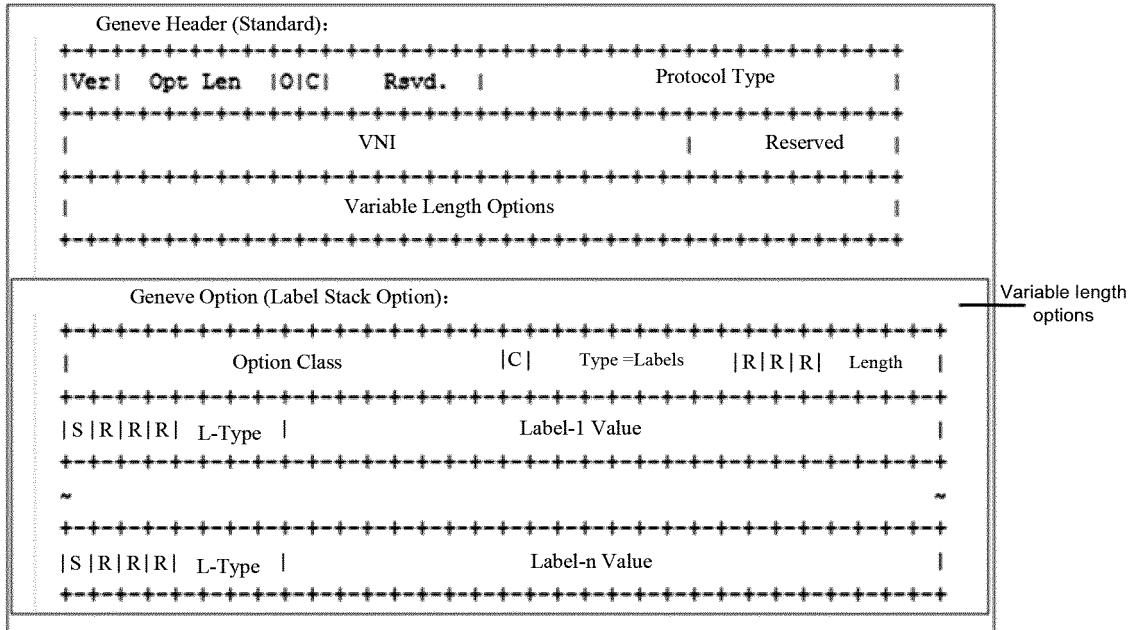 Geneve Header (Standard):
+-+-+-+-+-+-+-+-+-+-+-+-+-+-+-+-+-+-+-+-+-+-+-+-+-+-+-+-+-+-+-+-+
|Ver| Opt Len |O|C| Rsvd. | Protocol Type |
+-+-+-+-+-+-+-+-+-+-+-+-+-+-+-+-+-+-+-+-+-+-+-+-+-+-+-+-+-+-+-+-+
| VNI | Reserved |
+-+-+-+-+-+-+-+-+-+-+-+-+-+-+-+-+-+-+-+-+-+-+-+-+-+-+-+-+-+-+-+-+
| Variable Length Options |
+-+-+-+-+-+-+-+-+-+-+-+-+-+-+-+-+-+-+-+-+-+-+-+-+-+-+-+-+-+-+-+-+
Geneve Option (Label Stack Option):
Variable length
options
+-+-+-+-+-+-+-+-+-+-+-+-+-+-+-+-+-+-+-+-+-+-+-+-+-+-+-+-+-+-+-+-+-+
| Option Class |C| Type =Labels |R|R|R| Length |
+-+-+-+-+-+-+-+-+-+-+-+-+-+-+-+-+-+-+-+-+-+-+-+-+-+-+-+-+-+-+-+-+-+
|S|R|R|R| L-Type | Label-1 Value |
+-+-+-+-+-+-+-+-+-+-+-+-+-+-+-+-+-+-+-+-+-+-+-+-+-+-+-+-+-+-+-+-+-+
~ ~
+-+-+-+-+-+-+-+-+-+-+-+-+-+-+-+-+-+-+-+-+-+-+-+-+-+-+-+-+-+-+-+-+-+
|S|R|R|R| L-Type | Label-n Value |
+-+-+-+-+-+-+-+-+-+-+-+-+-+-+-+-+-+-+-+-+-+-+-+-+-+-+-+-+-+-+-+-+-+